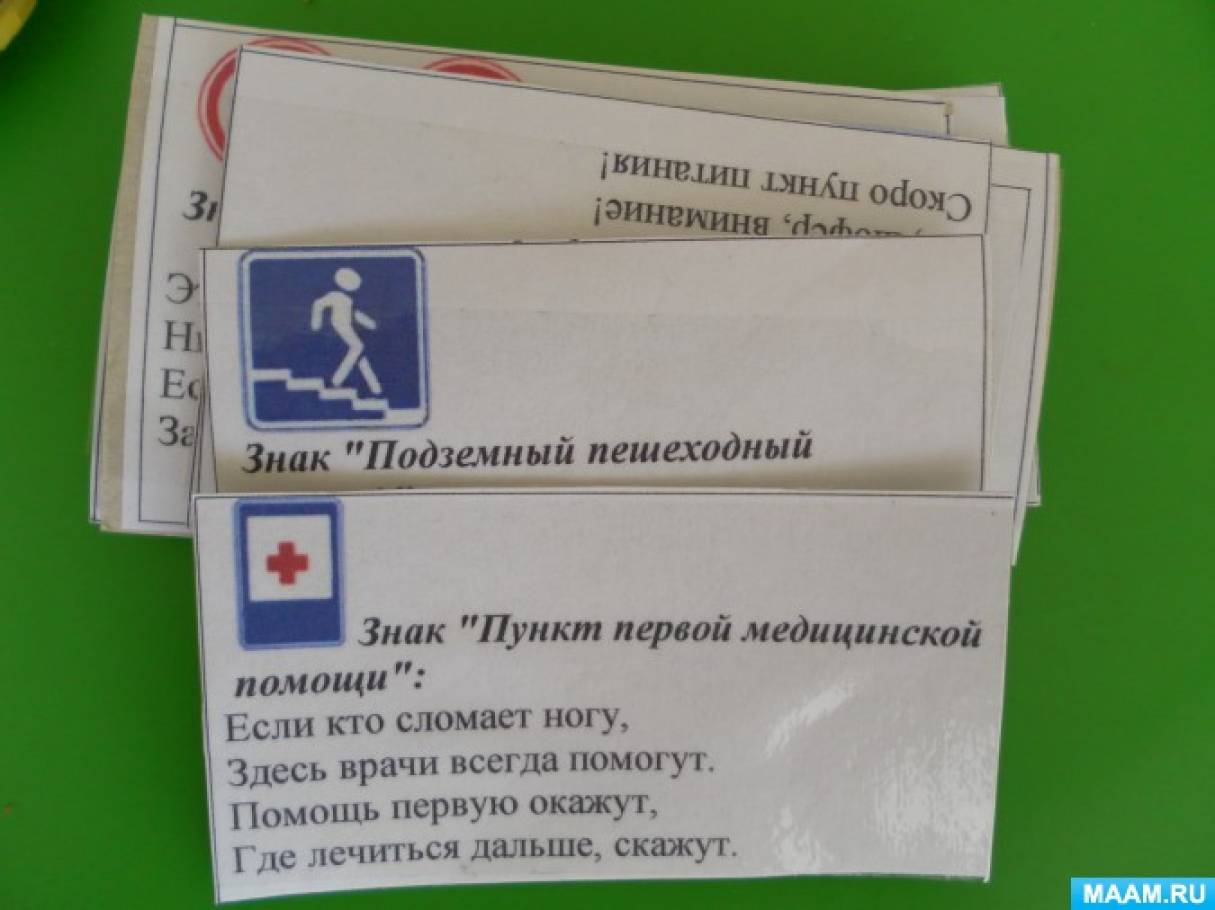 Скоро пункт питания!
внимание!
Знак "Подземный пешеходный
Знак "Пункт первой медицинской
помощи":
Если кто сломает ногу,
Здесь врачи всегда помогут.
Помощь первую окажут,
Где лечиться дальше, скажут.
MAAM.RU